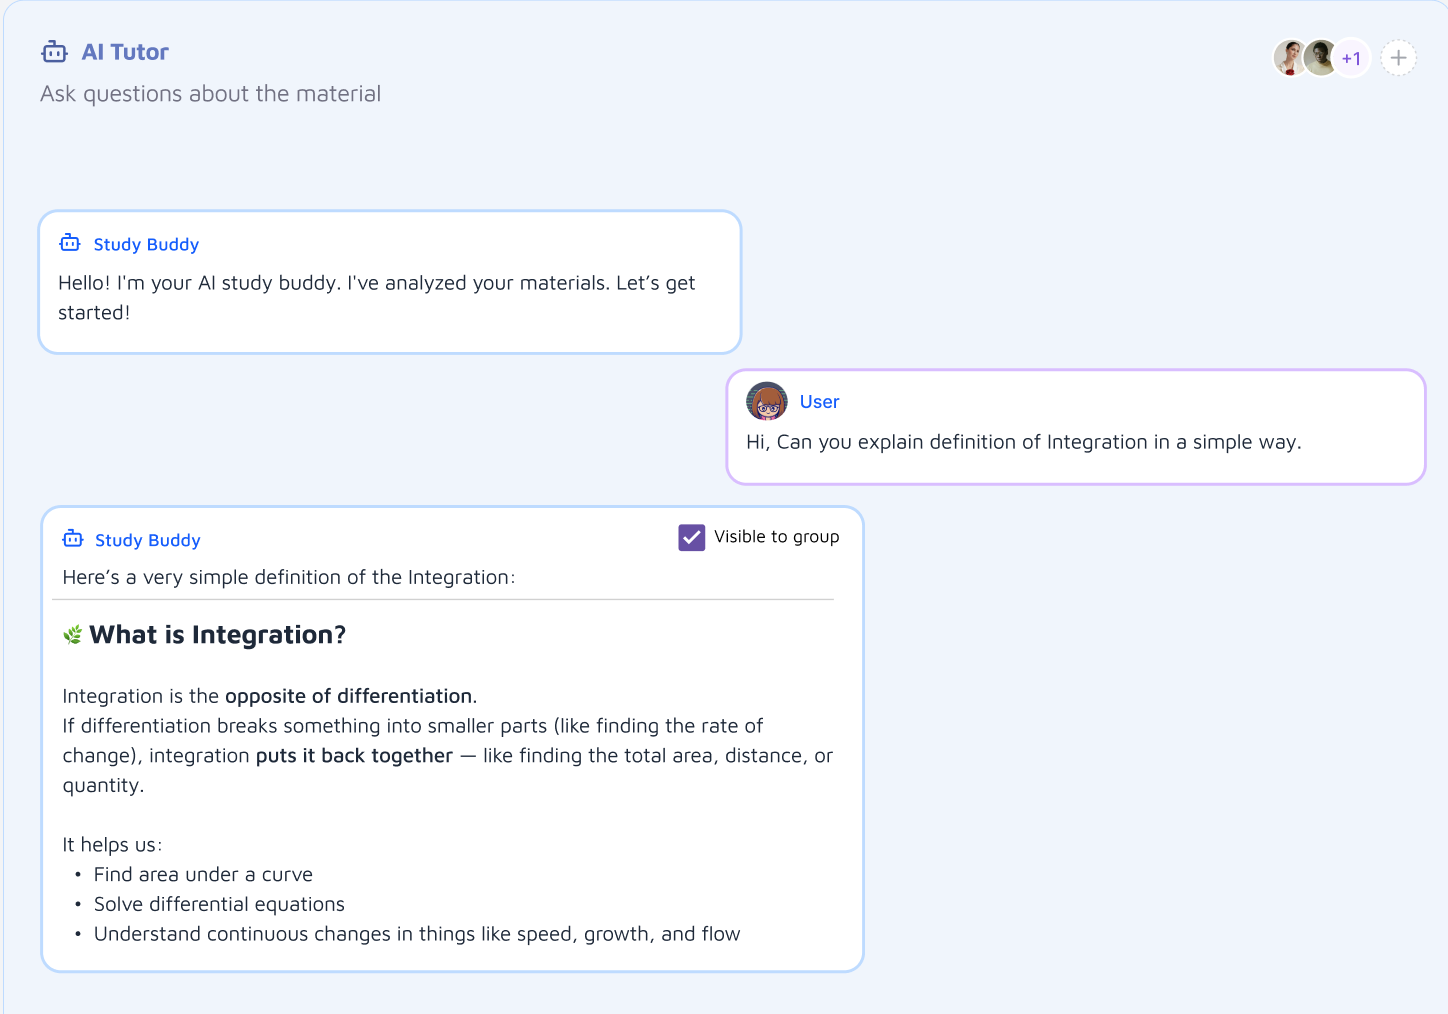 AI Tutor
+1
Ask questions about the material
Study Buddy
Hello! I'm your AI study buddy. I've analyzed your materials. Let’s get
started!
User
Hi, Can you explain definition of Integration in a simple way.
Study Buddy
Visible to group
Here’s a very simple definition of the Integration:
🌿 What is Integration?
Integration is the opposite of differentiation.
If differentiation breaks something into smaller parts (like finding the rate of
change), integration puts it back together — like finding the total area, distance, or
quantity.
It helps us:
• Find area under a curve
• Solve differential equations
• Understand continuous changes in things like speed, growth, and flow